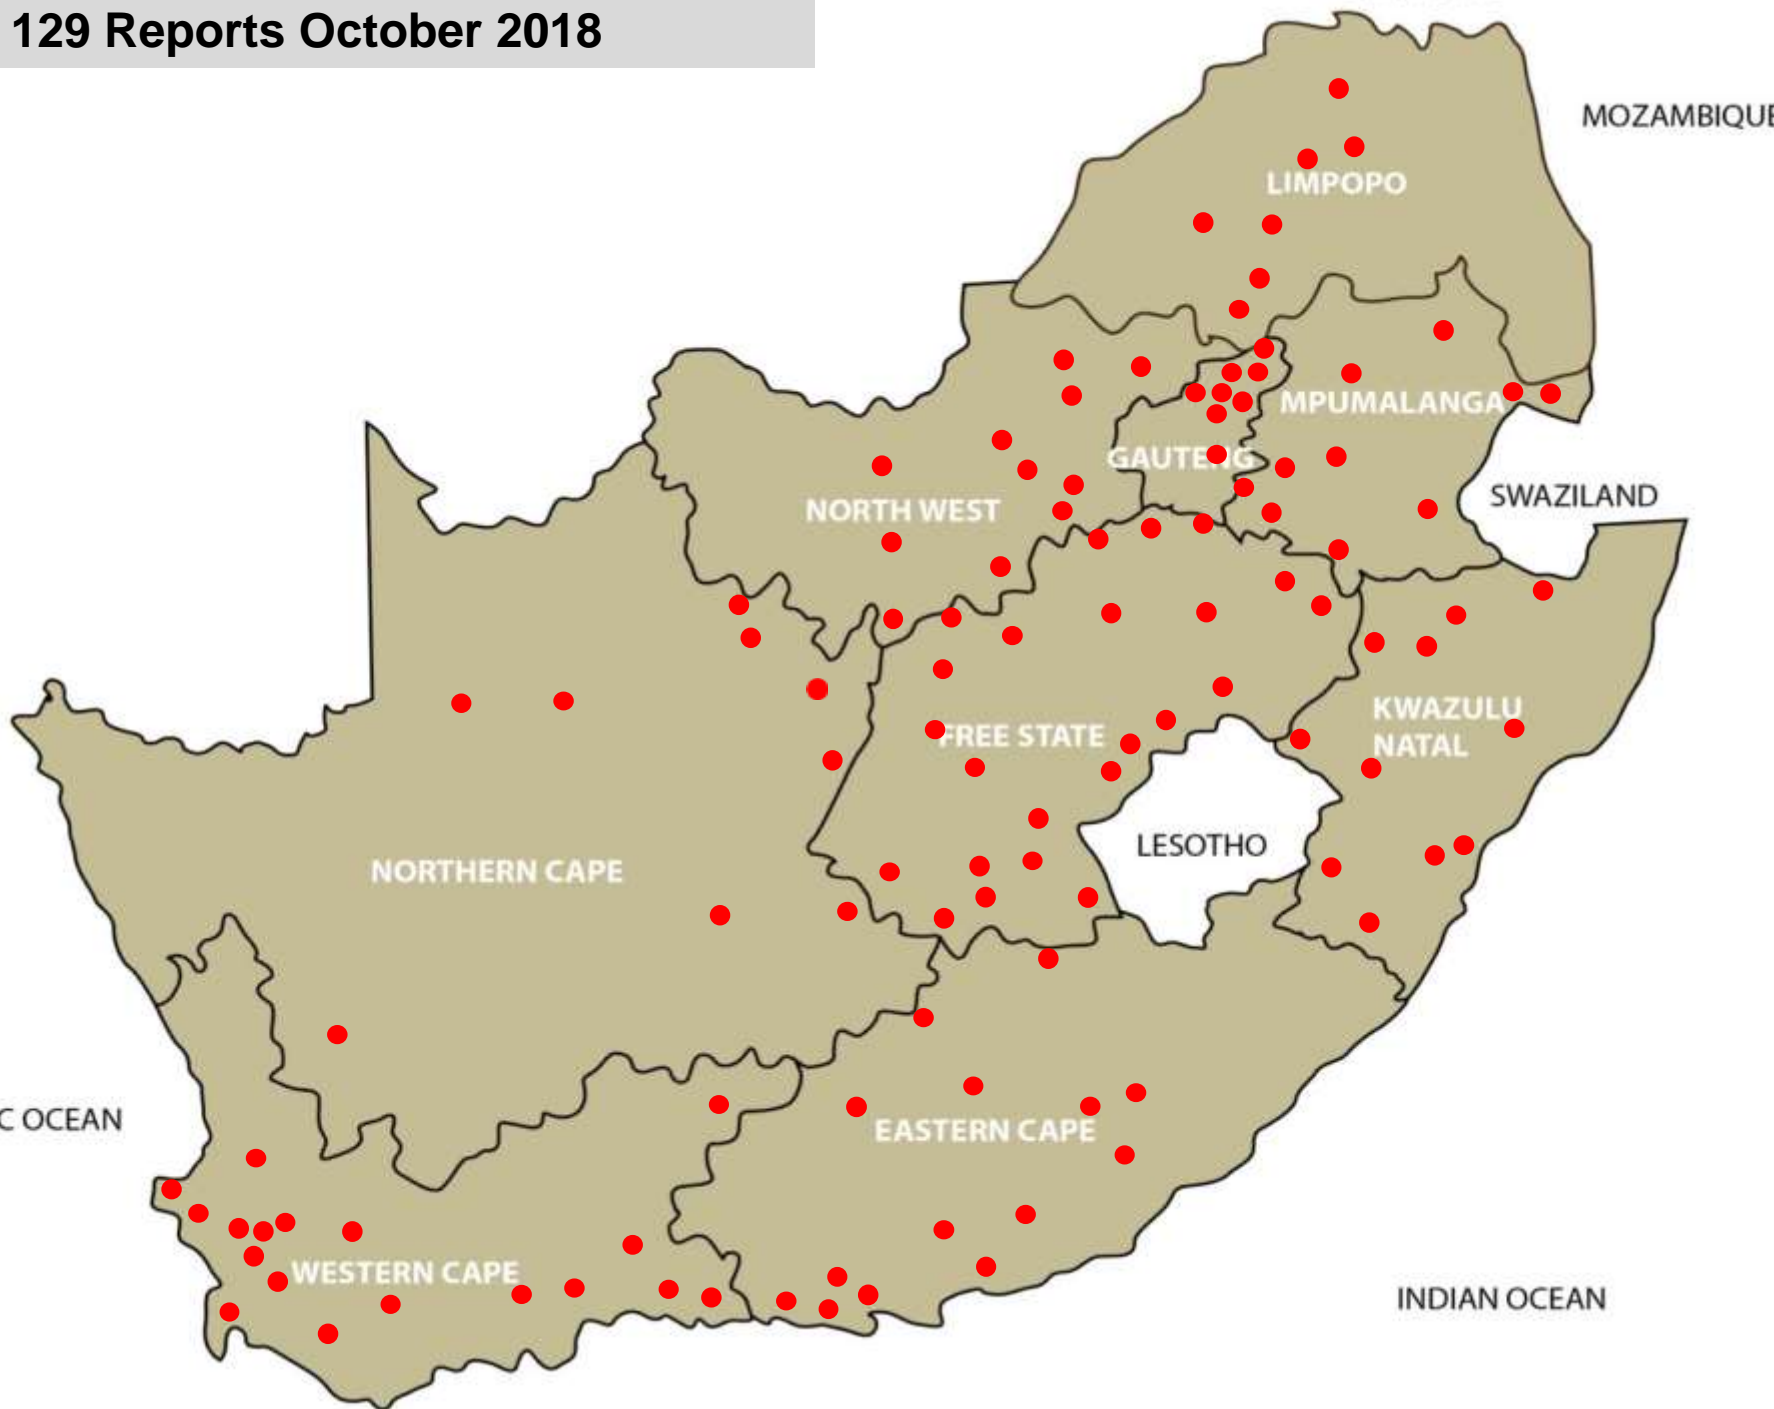 129 Reports October 2018
MOZAMBIQUE
LIMPOPO
MPUMALANGA
GAUTENG
SWAZILAND
NORTH WEST
KWAZULU
NATAL
FREE STATE
LESOTHO
NORTHERN CAPE
C OCEAN
EASTERN CAPE
WESTERN CAPE
INDIAN OCEAN